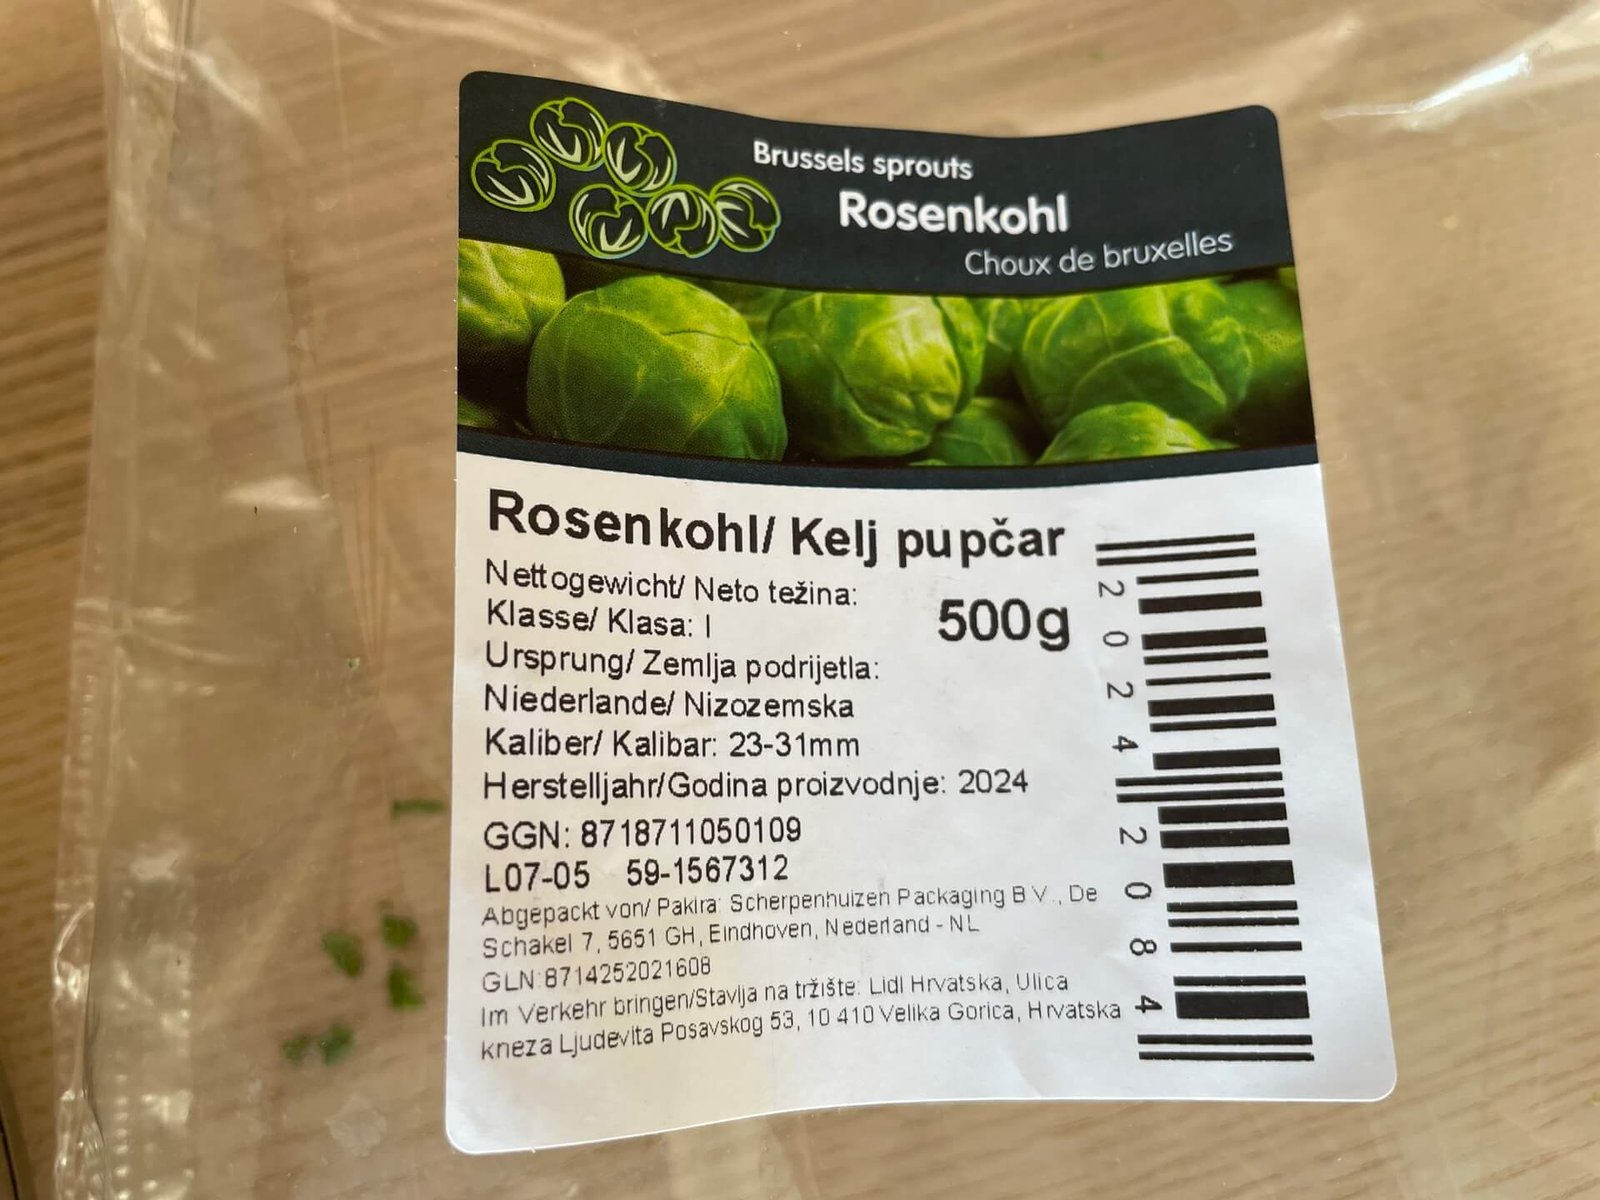 Brussels sprouts
Rosenkohl
Choux de bruxelles
Rosenkohl/ Kelj pupčar
Nettogewicht/ Neto težina:
500g
Klasse/ Klasa: I
Ursprung/ Zemlja podrijetla:
Niederlande/ Nizozemska
Kaliber/ Kalibar: 23-31mm
Herstelljahr/Godina proizvodnje: 2024
GGN: 8718711050109
L07-05 59-1567312
Abgepackt von/ Pakira: Scherpenhuizen Packaging B.V., De
Schakel 7, 5651 GH, Eindhoven, Nederland - NL
GLN:8714252021608
Im Verkehr bringen/Stavlja na tržište: Lidl Hrvatska, Ulica
kneza Ljudevita Posavskog 53, 10 410 Velika Gorica, Hrvatska
20242084